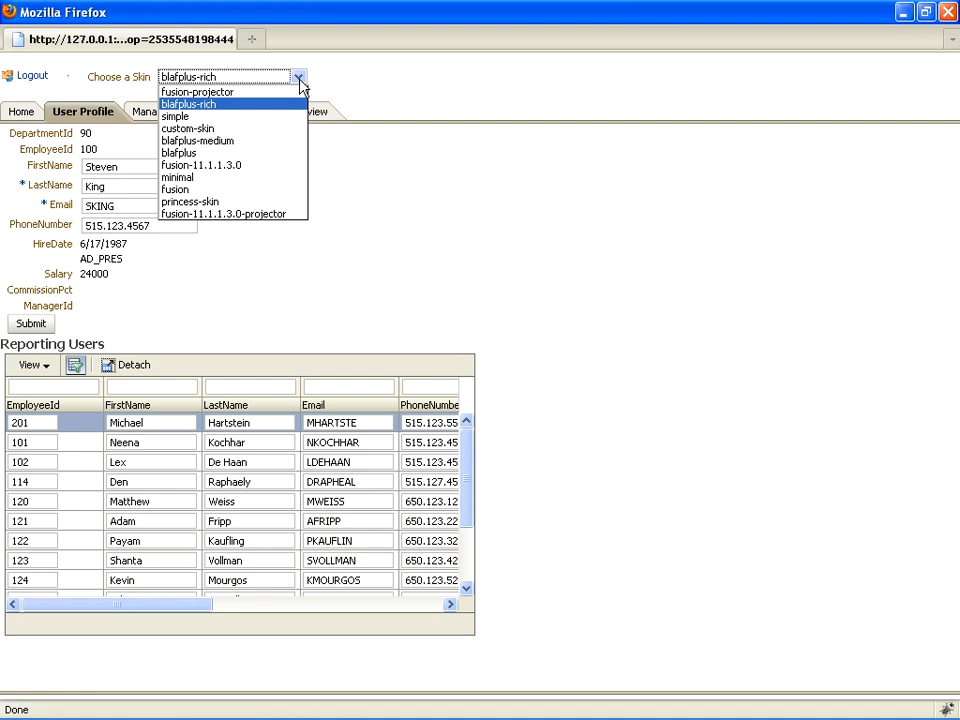 Mozilla Firefox
http://127.0.0.1:...op=2535548198444
Logout
Choose a Skin
blafplus-rich
fusion-projector
blafplus-rich
simple
custom-skin
blafplus-medium
blafplus
fusion-11.1.1.3.0
minimal
fusion
princess-skin
fusion-11.1.1.3.0-projector
Home
User Profile
Mana
view
DepartmentId 90
EmployeeId 100
FirstName Steven
* LastName King
* Email SKING
PhoneNumber 515.123.4567
HireDate 6/17/1987
AD_PRES
Salary 24000
CommissionPct
ManagerId
Submit
Reporting Users
View Detach
EmployeeId FirstName LastName Email PhoneNumbe
201 Michael Hartstein MHARTSTE 515.123.55
101 Neena Kochhar NKOCHHAR 515.123.45
102 Lex De Haan LDEHAAN 515.123.45
114 Den Raphaely DRAPHEAL 515.127.45
120 Matthew Weiss MWEISS 650.123.12
121 Adam Fripp AFRIPP 650.123.22
122 Payam Kaufling PKAUFLIN 650.123.32
123 Shanta Vollman SVOLLMAN 650.123.42
124 Kevin Mourgos KMOURGOS 650.123.52
Done